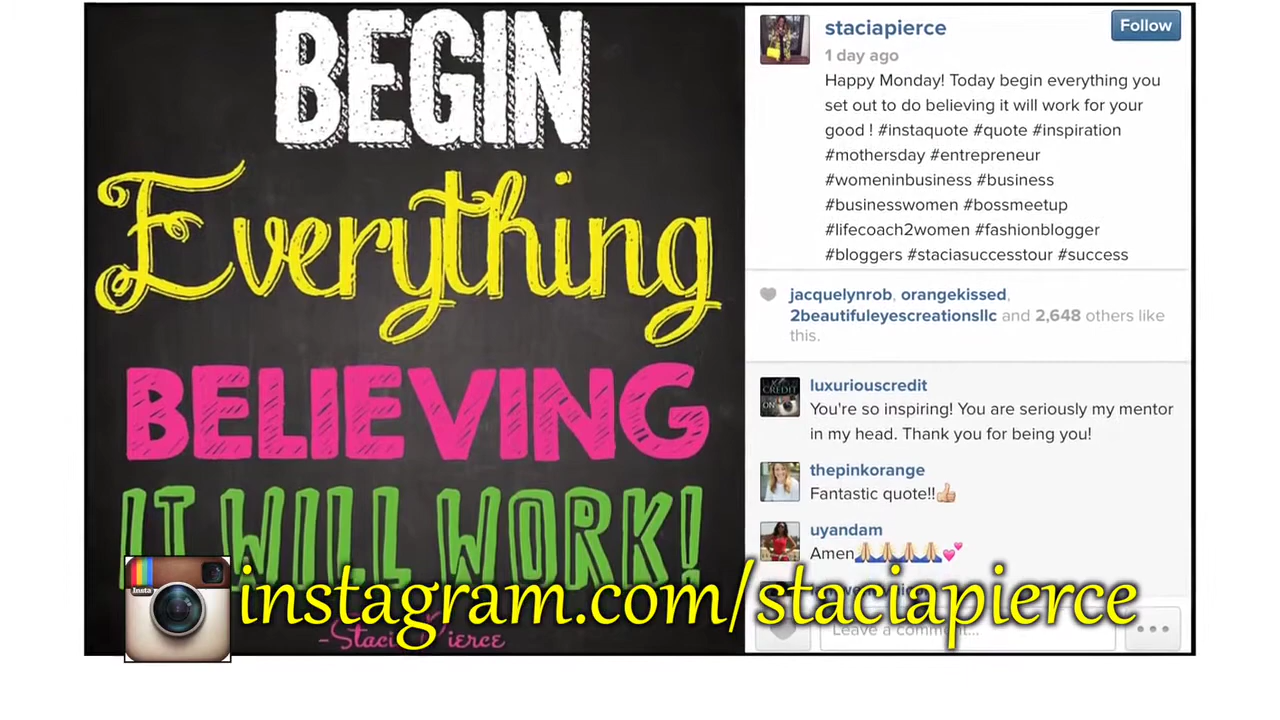 BEGIN
Everything
BELIEVING
IT WILL WORK!
-Stacia Pierce
staciapierce
Follow
1 day ago
Happy Monday! Today begin everything you
set out to do believing it will work for your
good ! #instaquote #quote #inspiration
#mothersday #entrepreneur
#womeninbusiness #business
#businesswomen #bossmeetup
#lifecoach2women #fashionblogger
#bloggers #staciasuccesstour #success
jacquelynrob, orangekissed,
2beautifuleyescreationsllc and 2,648 others like
this.
luxuriouscredit
You're so inspiring! You are seriously my mentor
in my head. Thank you for being you!
thepinkorange
Fantastic quote!!👍
uyandam
Amen🙏🙏🙏🙏💕
Leave a comment...
Insta
instagram.com/staciapierce